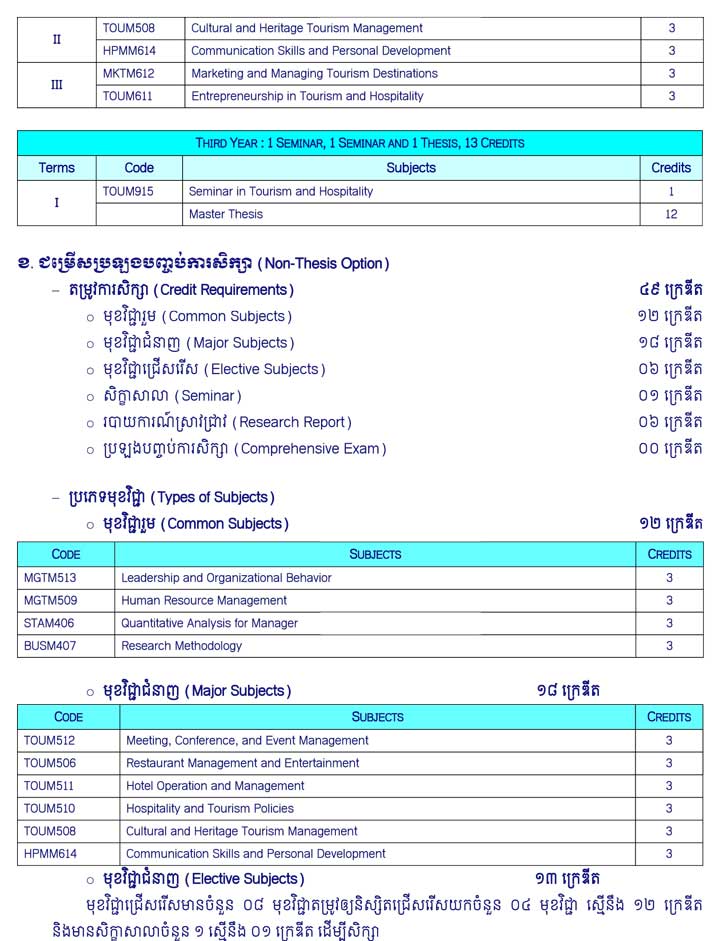 II TOUM508 Cultural and Heritage Tourism Management 3
HPMM614 Communication Skills and Personal Development 3
III MKTM612 Marketing and Managing Tourism Destinations 3
TOUM611 Entrepreneurship in Tourism and Hospitality 3
THIRD YEAR : 1 SEMINAR, 1 SEMINAR AND 1 THESIS, 13 CREDITS
Terms Code Subjects Credits
I TOUM915 Seminar in Tourism and Hospitality 1
Master Thesis 12
ខ. ជម្រើសប្រឡងបញ្ចប់ការសិក្សា (Non-Thesis Option)
– តម្រូវការសិក្សា (Credit Requirements) ៤៩ ក្រេឌីត
o មុខវិជ្ជារួម (Common Subjects) ១២ ក្រេឌីត
o មុខវិជ្ជាជំនាញ (Major Subjects) ១៨ ក្រេឌីត
o មុខវិជ្ជាជ្រើសរើស (Elective Subjects) ០៦ ក្រេឌីត
o សិក្ខាសាលា (Seminar) ០១ ក្រេឌីត
o របាយការណ៍ស្រាវជ្រាវ (Research Report) ០៦ ក្រេឌីត
o ប្រឡងបញ្ចប់ការសិក្សា (Comprehensive Exam) ០០ ក្រេឌីត
– ប្រភេទមុខវិជ្ជា (Types of Subjects)
o មុខវិជ្ជារួម (Common Subjects) ១២ ក្រេឌីត
CODE SUBJECTS CREDITS
MGTM513 Leadership and Organizational Behavior 3
MGTM509 Human Resource Management 3
STAM406 Quantitative Analysis for Manager 3
BUSM407 Research Methodology 3
o មុខវិជ្ជាជំនាញ (Major Subjects) ១៨ ក្រេឌីត
CODE SUBJECTS CREDITS
TOUM512 Meeting, Conference, and Event Management 3
TOUM506 Restaurant Management and Entertainment 3
TOUM511 Hotel Operation and Management 3
TOUM510 Hospitality and Tourism Policies 3
TOUM508 Cultural and Heritage Tourism Management 3
HPMM614 Communication Skills and Personal Development 3
o មុខវិជ្ជាជំនាញ (Elective Subjects) ១៣ ក្រេឌីត
មុខវិជ្ជាជ្រើសរើសមានចំនួន ០៨ មុខវិជ្ជាតម្រូវឲ្យនិស្សិតជ្រើសរើសយកចំនួន ០៤ មុខវិជ្ជា ស្មើនឹង ១២ ក្រេឌីត
និងមានសិក្ខាសាលាចំនួន ១ ស្មើនឹង ០១ ក្រេឌីត ដើម្បីសិក្សា